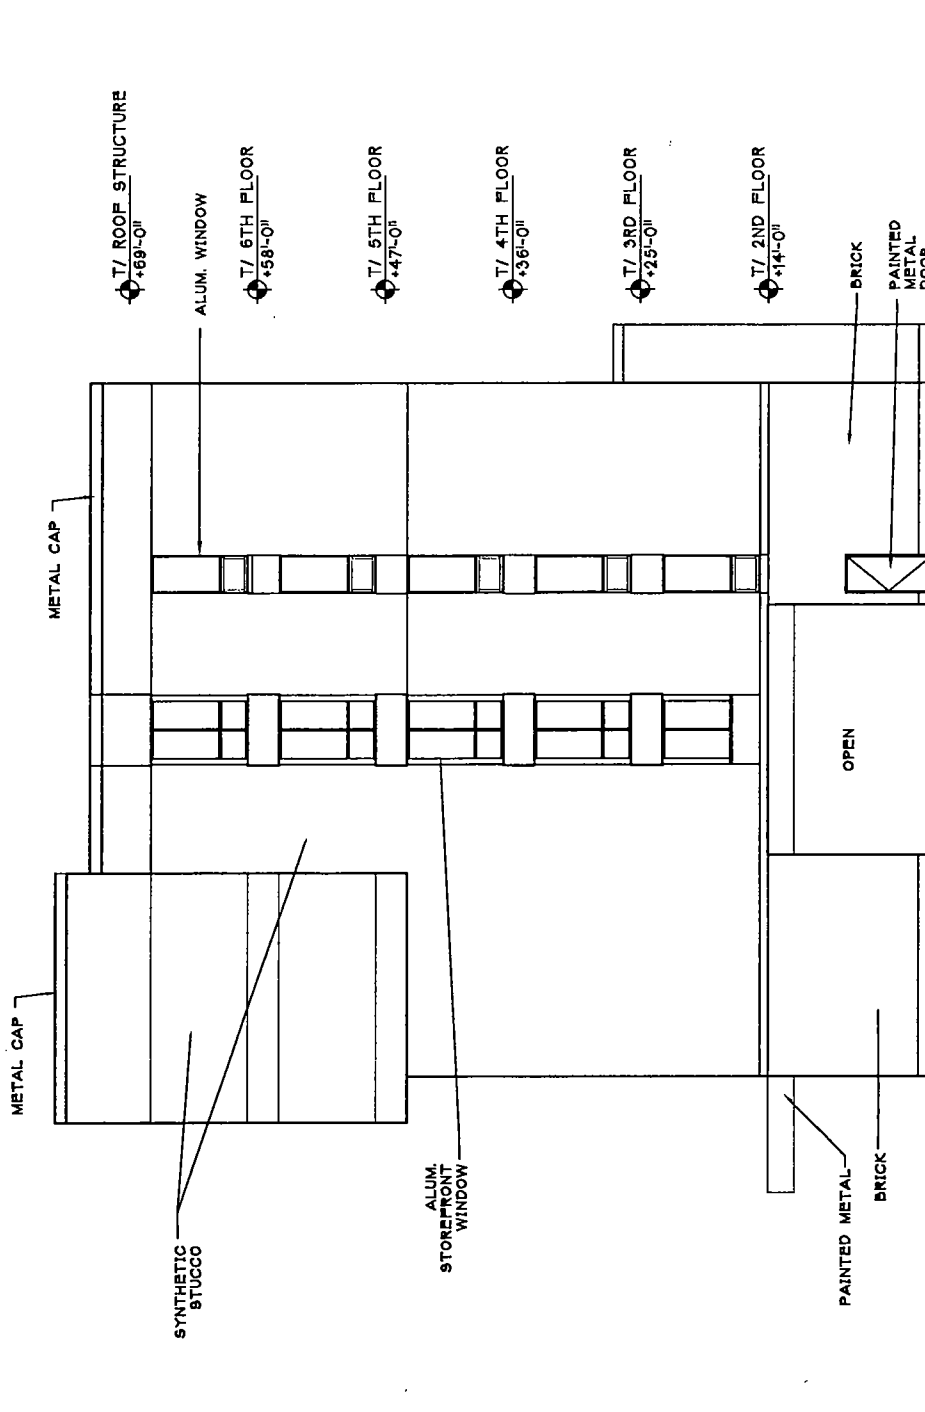 METAL CAP
METAL CAP
T/ ROOF STRUCTURE
+69'-0"
ALUM. WINDOW
T/ 6TH FLOOR
+58'-0"
T/ 5TH FLOOR
+47'-0"
T/ 4TH FLOOR
+36'-0"
T/ 3RD FLOOR
+25'-0"
T/ 2ND FLOOR
+14'-0"
BRICK
PAINTED
METAL
DOOR
OPEN
SYNTHETIC
STUCCO
ALUM.
STOREFRONT
WINDOW
PAINTED METAL
BRICK